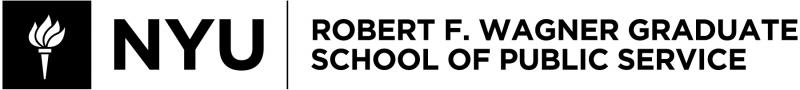 NYU
ROBERT F. WAGNER GRADUATE
SCHOOL OF PUBLIC SERVICE